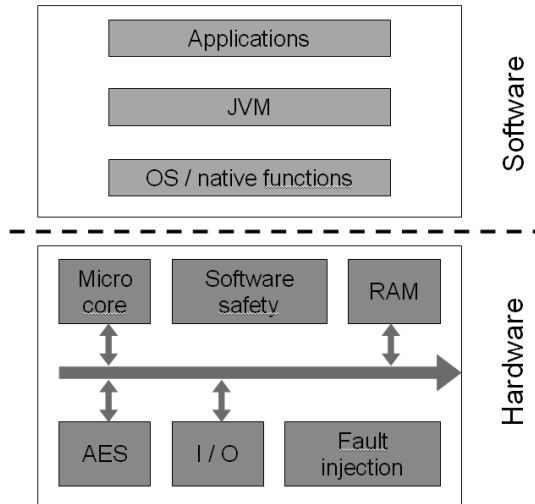 Applications
JVM
OS / native functions
Software
Micro
core
Software
safety
RAM
AES
I / O
Fault
injection
Hardware